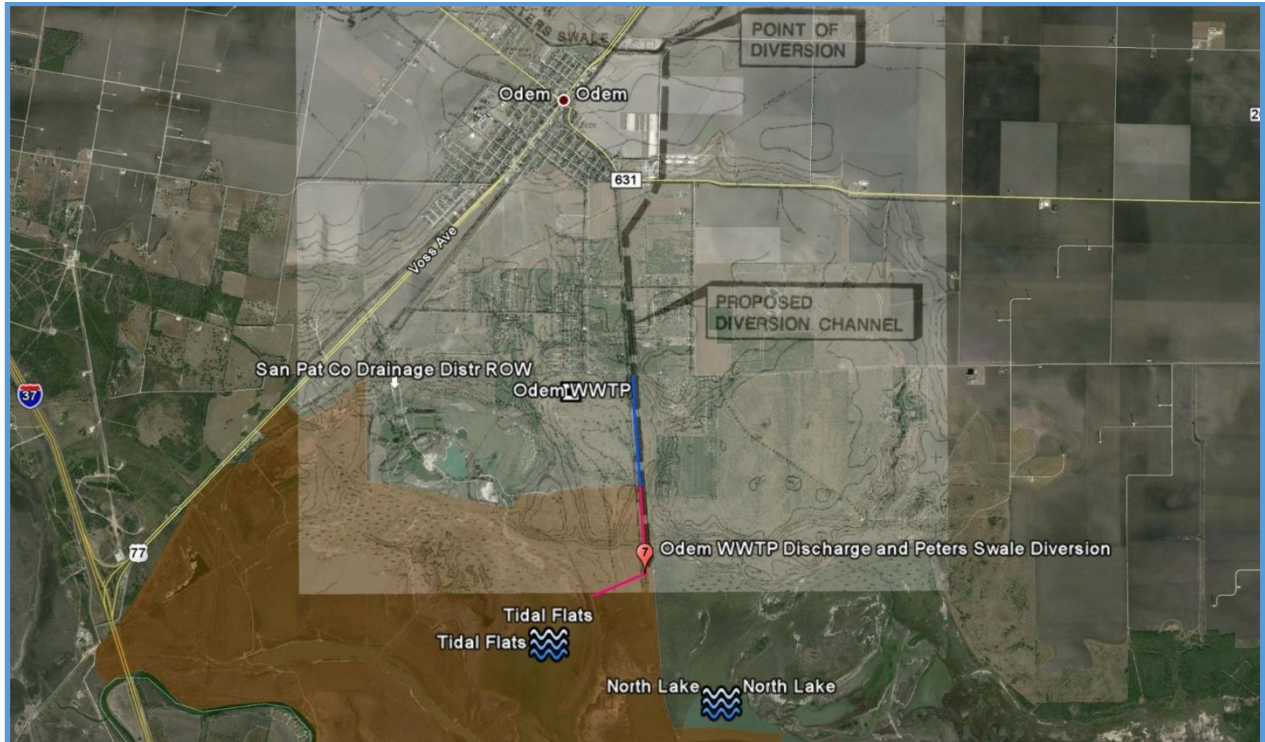 PETERS SWALE
POINT OF
DIVERSION
Odem Odem
2
631
Voss Ave
PROPOSED
DIVERSION CHANNEL
San Pat Co Drainage Distr ROW
Odem WWTP
37
77
7
Odem WWTP Discharge and Peters Swale Diversion
Tidal Flats
Tidal Flats
North Lake North Lake